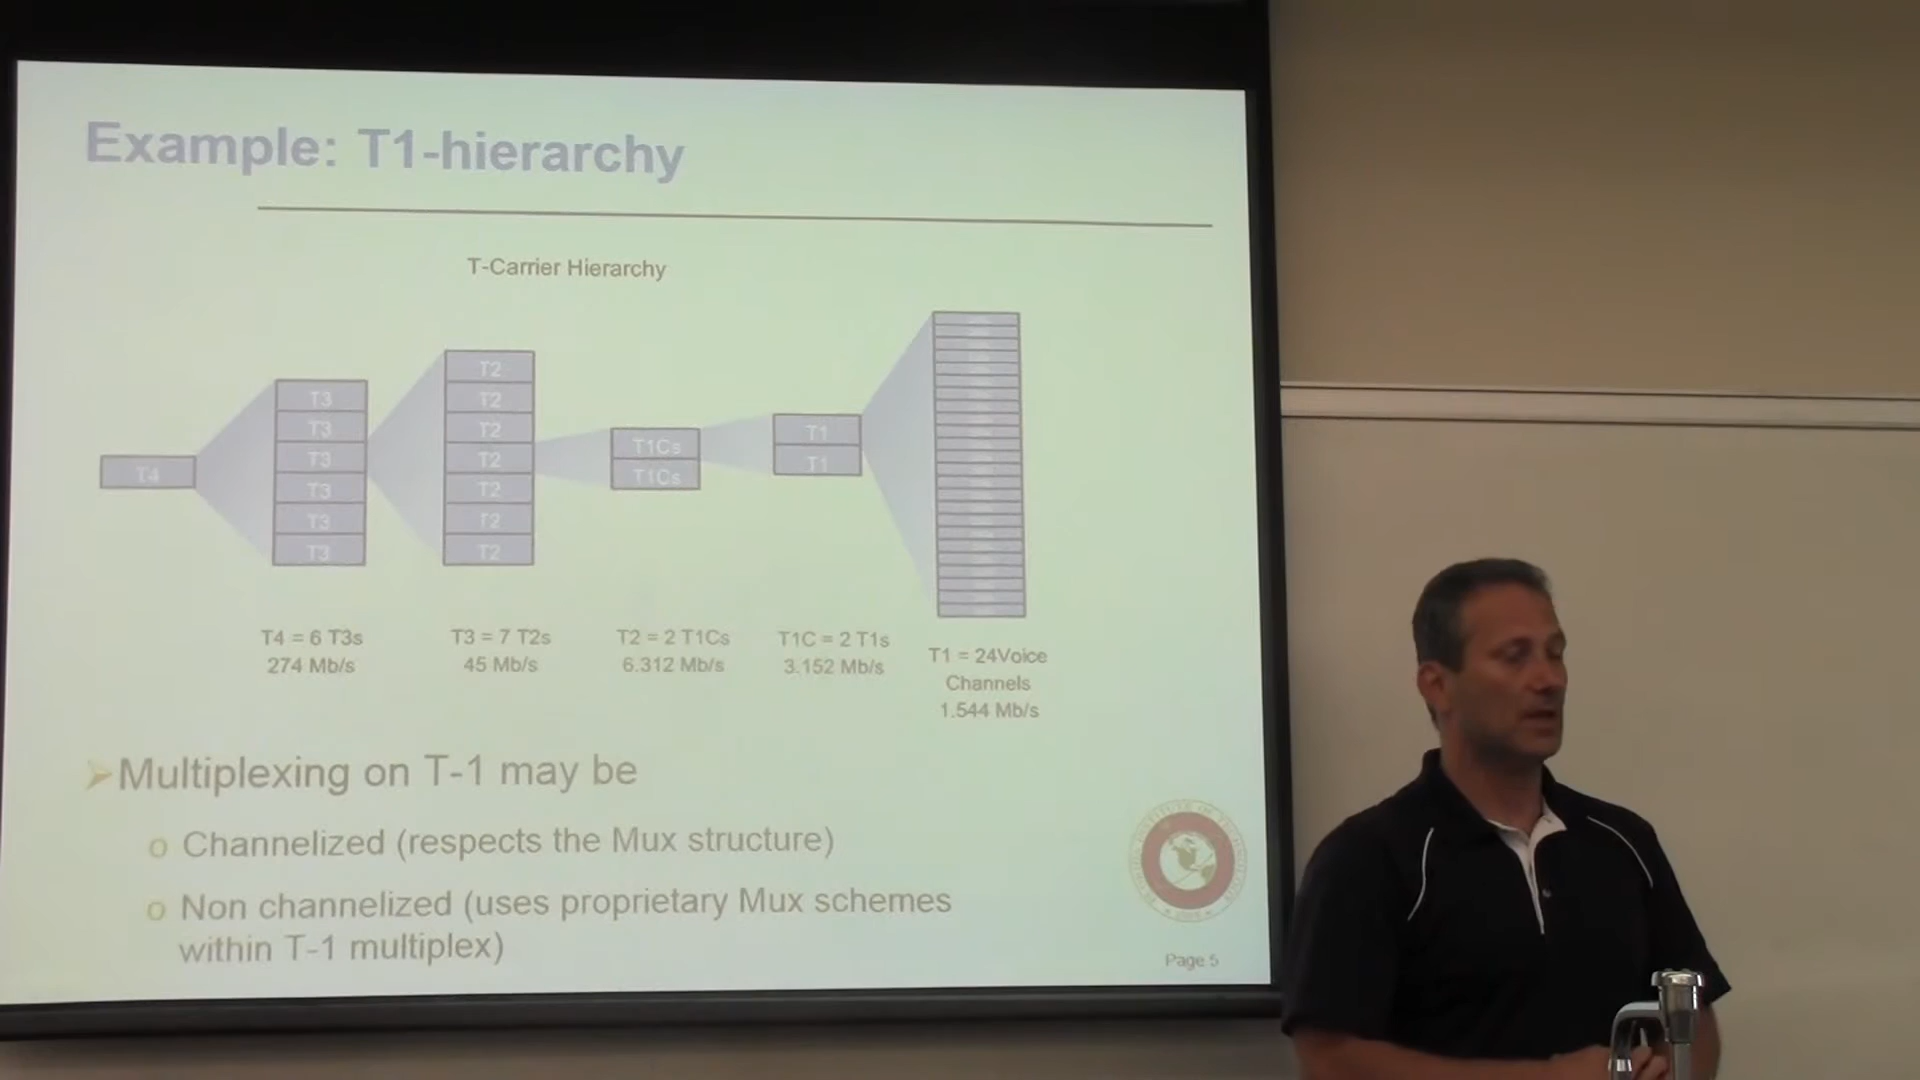 Example: T1-hierarchy
T-Carrier Hierarchy
T4
T3
T3
T3
T3
T3
T3
T2
T2
T2
T2
T2
T2
T2
T1Cs
T1Cs
T1
T1
T4 = 6 T3s
274 Mb/s
T3 = 7 T2s
45 Mb/s
T2 = 2 T1Cs
6.312 Mb/s
T1C = 2 T1s
3.152 Mb/s
T1 = 24Voice
Channels
1.544 Mb/s
Multiplexing on T-1 may be
o Channelized (respects the Mux structure)
o Non channelized (uses proprietary Mux schemes
within T-1 multiplex)
Page 5